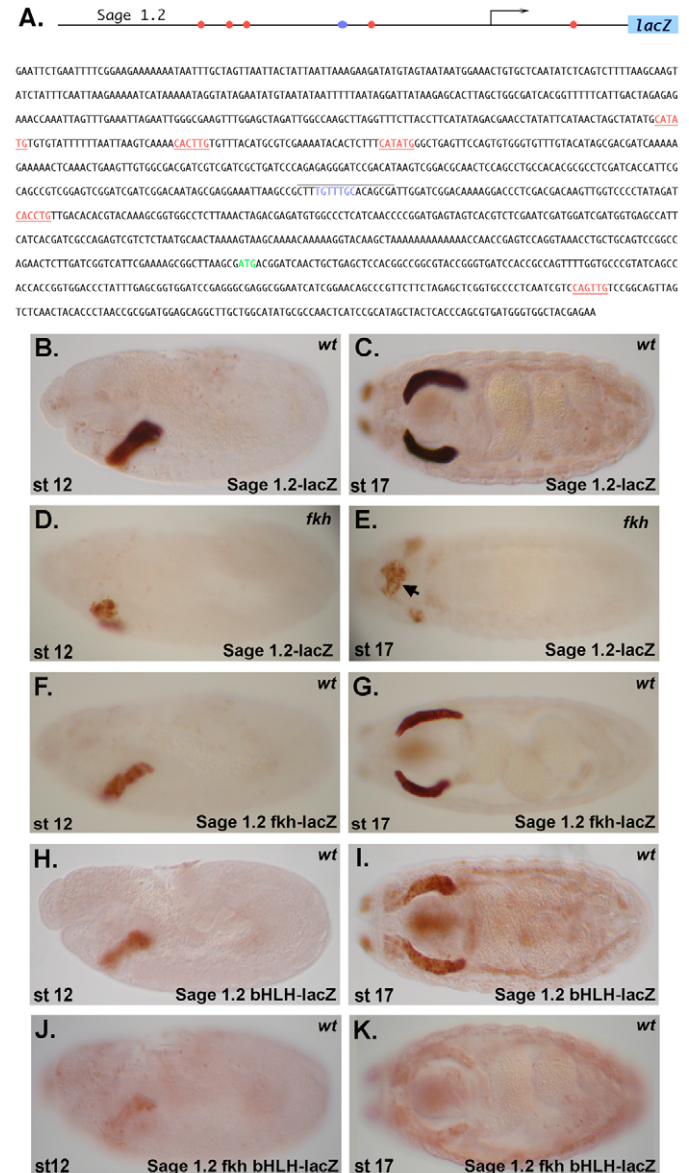 A.
Sage 1.2
lacZ
GAATTCTGAATTTTCGGAAGAAAAAAATAATTTGCTAGTTAATTACTATTAATTAAAGAAGATATGTAGTAATAATGGAAACTGTGCTCAATATCTCAGTCTTTTAAGCAAGT
ATCTATTTCAATTAAGAAAAATCATAAAAATAGGTATAGAATATGTAATATAATTTTTAATAGGTATATAAGAGCACTTAGCTGGCGATCACGGTTTTTCATTGACTAGAGAG
AAACCAAATTAGTTTGAAATTAGAATTGGGCGAAGTTTGGAGCTAGATTGGCCAAGCTTAGGTTTCTTACCTTCATATAGACGAACCTATATTCATAACTAGCTATATGCATA
TGTGTGTATTTTTTAATTAAGTCAAAACACTTGTGTTTACATGCGTCGAAAATACACTCTTTCATATGGGCTGAGTTCCAGTGTGGGTGTTTGTACATAGCGACGATCAAAAA
GAAAAACTCAAACTGAAGTTGTGGCGACGATCGTCGATCGCTGATCCCAGAGAGGGATCCGACATAAGTCGGACGCAACTCCAGCCTGCCACACGCGCCTCGATCACCATTCG
CAGCCGTCGGAGTCGGATCGATCGGACAATAGCGAGGAAATTAAGCCGCTTTTGTTTGCACAGCGATTGGATCGGACAAAAGGACCCTCGACGACAAGTTGGTCCCCTATAGAT
CACCTGTTGACACACGTACAAAGCGGTGGCCTCTTAAACTAGACGAGATGTGGCCCTCATCAACCCCGGATGAGTAGTCACGTCTCGAATCGATGGATCGATGGTGAGCCATT
CATCACGATCGCCAGAGTCGTCTCTAATGCAACTAAAAGTAAGCAAAACAAAAAGGTACAAGCTAAAAAAAAAAAAACCAACCGAGTCCAGGTAAACCTGCTGCAGTCCGGCC
AGAACTCTTGATCGGTCATTCGAAAAGCGGCTTAAGCGATGACGGATCAACTGCTGAGCTCCACGGCCGGCGTACCGGGTGATCCACCGCCAGTTTTGGTGCCCGTATCAGCC
ACCACCGGTGGACCCTATTTGAGCGGTGGATCCGAGGGCGAGGCGGAATCATCGGAACAGCCCGTTCTTCTAGAGCTCGGTGCCCCTCAATCGTCCAGTTGTCCGGCAGTTAG
TCTCAACTACACCCTAACCGCGGATGGAGCAGGCTTGCTGGCATATGCGCCAACTCATCCGCATAGCTACTCACCCAGCGTGATGGGTGGCTACGAGAA
B.
wt
st 12
Sage 1.2-lacZ
C.
wt
st 17
Sage 1.2-lacZ
D.
fkh
st 12
Sage 1.2-lacZ
E.
fkh
st 17
Sage 1.2-lacZ
F.
wt
st 12
Sage 1.2 fkh-lacZ
G.
wt
st 17
Sage 1.2 fkh-lacZ
H.
wt
st 12
Sage 1.2 bHLH-lacZ
I.
wt
st 17
Sage 1.2 bHLH-lacZ
J.
wt
st12
Sage 1.2 fkh bHLH-lacZ
K.
wt
st 17
Sage 1.2 fkh bHLH-lacZ